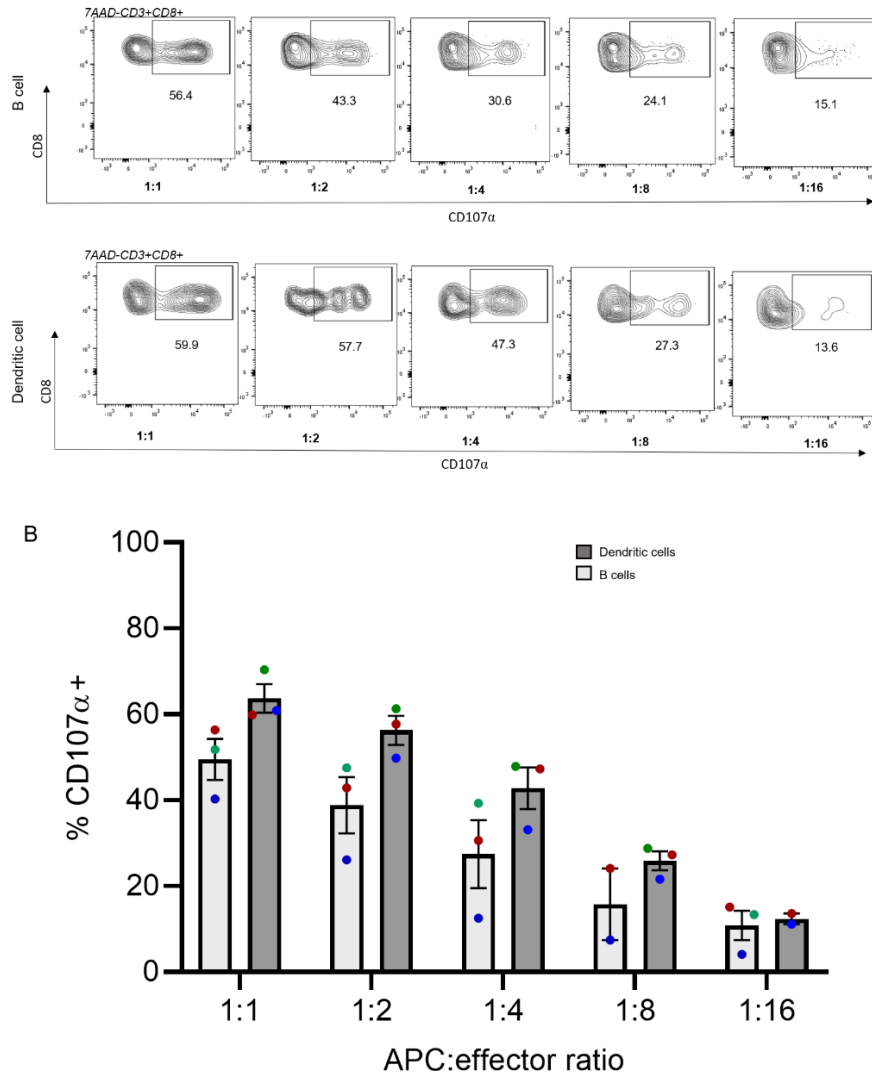 7AAD-CD3+CD8+
B cell
CD8
56.4
43.3
30.6
24.1
15.1
1:1
1:2
1:4
1:8
1:16
CD107α
7AAD-CD3+CD8+
Dendritic cell
CD8
59.9
57.7
47.3
27.3
13.6
1:1
1:2
1:4
1:8
1:16
CD107α
B
Dendritic cells
B cells
% CD107α+
100
80
60
40
20
0
1:1
1:2
1:4
1:8
1:16
APC:effector ratio